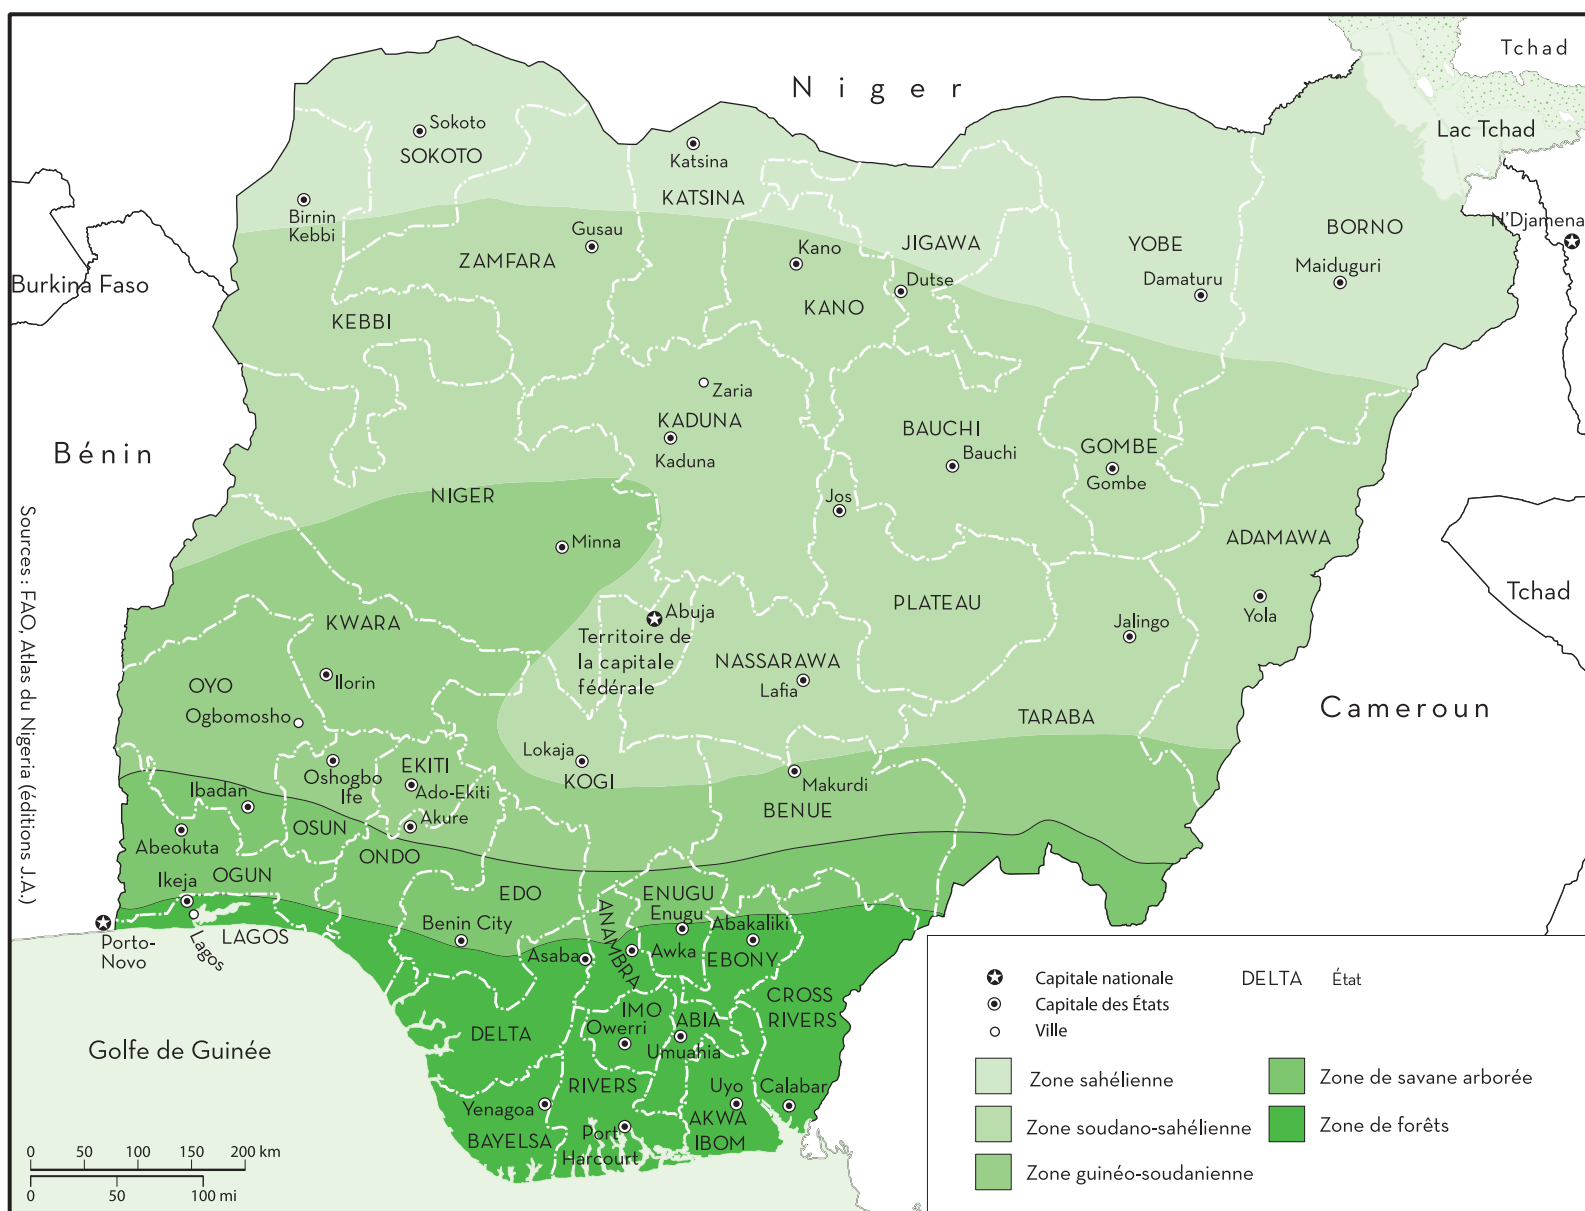 Niger
Tchad
Lac Tchad
N'Djamena
Burkina Faso
Bénin
Sokoto
SOKOTO
Birnin
Kebbi
Katsina
KATSINA
Gusau
ZAMFARA
KEBBI
Kano
KANO
JIGAWA
Dutse
YOBE
Damaturu
BORNO
Maiduguri
Zaria
KADUNA
Kaduna
BAUCHI
Bauchi
GOMBE
Gombe
Jos
NIGER
Minna
ADAMAWA
Yola
PLATEAU
Jalingo
Tchad
KWARA
Abuja
Territoire de
la capitale
fédérale
NASSARAWA
Lafia
TARABA
Cameroun
OYO
Ilorin
Ogbomosho
Lokaja
KOGI
Makurdi
BENUE
Oshogbo
Ife
EKITI
Ado-Ekiti
Akure
Ibadan
OSUN
Abeokuta
ONDO
OGUN
Ikeja
LAGOS
Lagos
Porto-
Novo
EDO
Benin City
ENUGU
Enugu
ANAMBRA
Asaba
Awka
Abakaliki
EBONY
CROSS
RIVERS
DELTA
IMO
Owerri
ABIA
Umuahia
RIVERS
Yenagoa
BAYELSA
Port
Harcourt
Uyo
AKWA
IBOM
Calabar
Golfe de Guinée
Sources : FAO, Atlas du Nigeria (éditions J.A.)
0 50 100 150 200 km
0 50 100 mi
Capitale nationale
Capitale des États
Ville
DELTA État
Zone sahélienne
Zone soudano-sahélienne
Zone guinéo-soudanienne
Zone de savane arborée
Zone de forêts